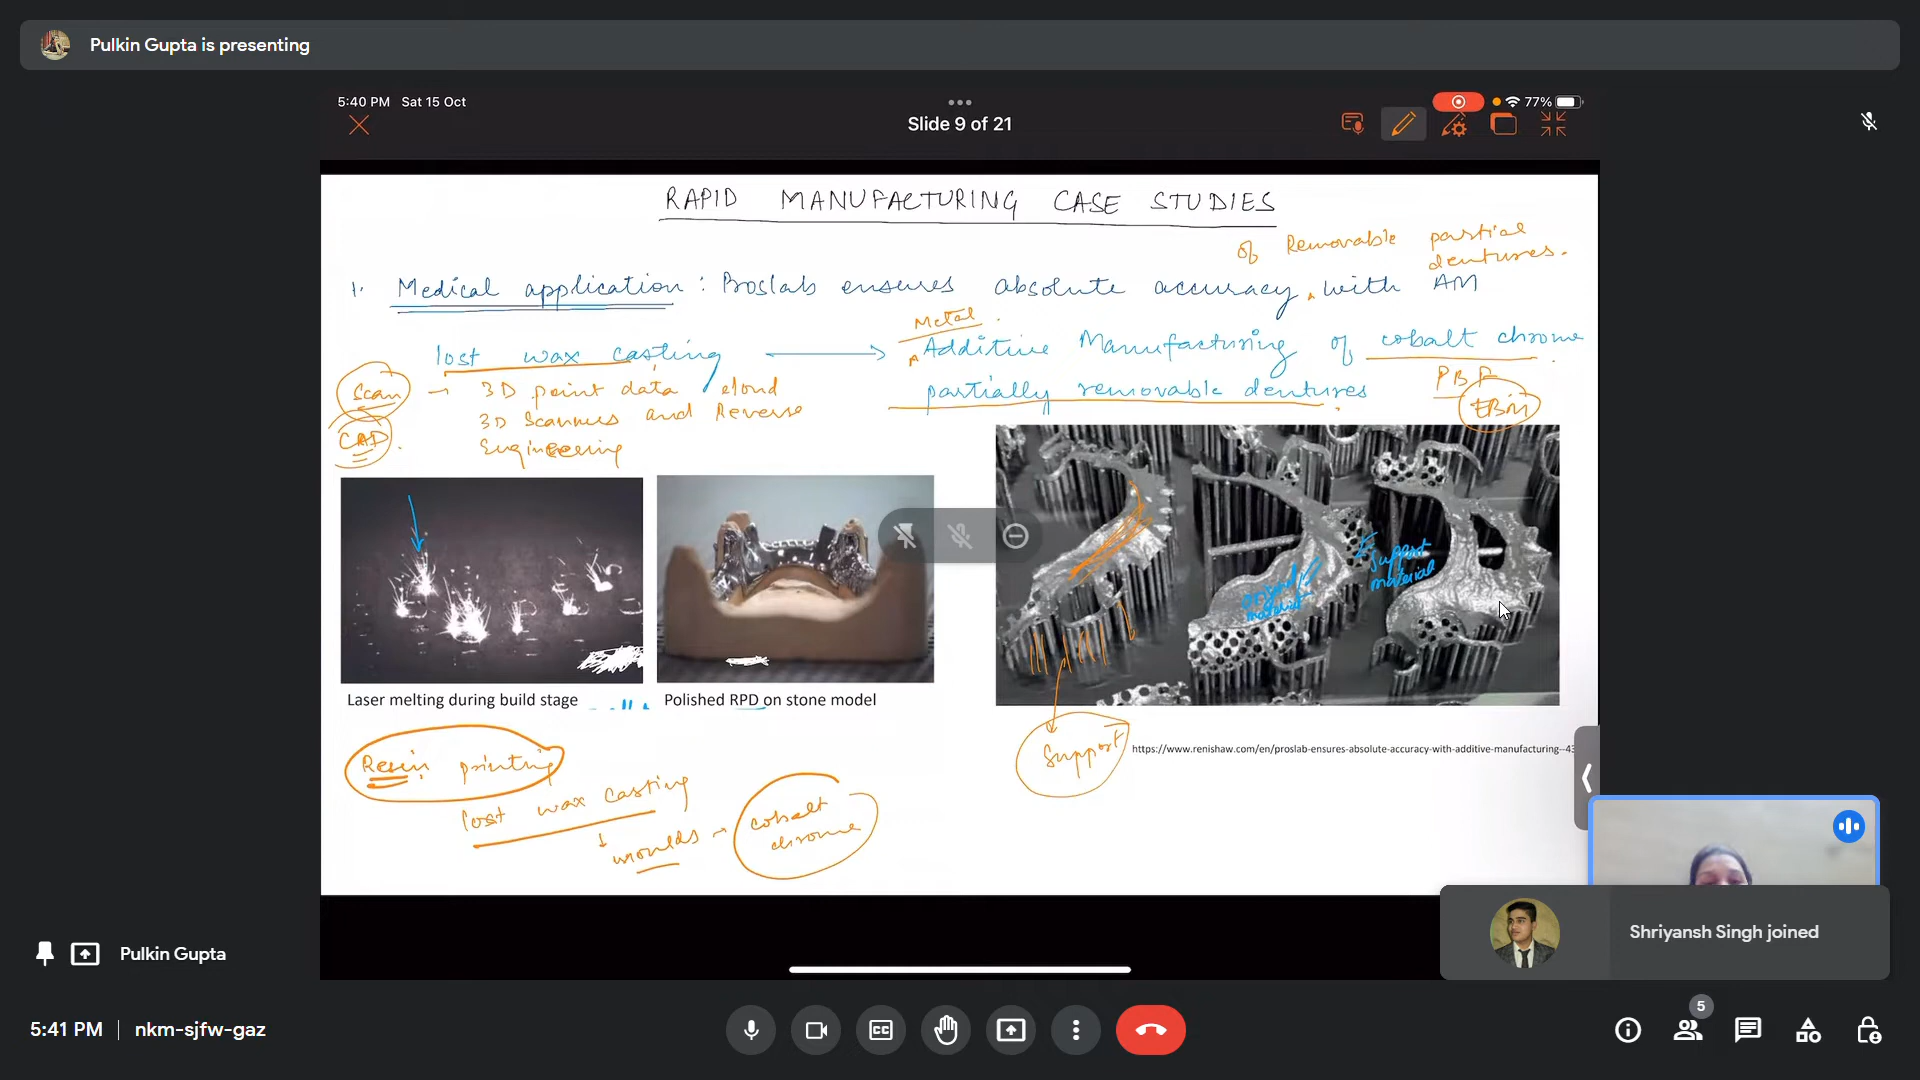 Pulkin Gupta is presenting
5:40 PM Sat 15 Oct
77%
Slide 9 of 21
RAPID MANUFACTURING CASE STUDIES
of Removable partial
dentures.
1. Medical application : Proslab ensures absolute accuracy with AM
Metal
lost wax casting → Additive Manufacturing of cobalt chrome
partially removable dentures
PBF
EBM
Scan → 3D point data cloud
CAD. 3D Scanners and Reverse
Engineering
original
material
support
material
Laser melting during build stage
Polished RPD on stone model
Support
https://www.renishaw.com/en/proslab-ensures-absolute-accuracy-with-additive-manufacturing--43
Resin printing
lost wax casting
↓
moulds → cobalt
chrome
Shriyansh Singh joined
Pulkin Gupta
5:41 PM | nkm-sjfw-gaz
CC
5